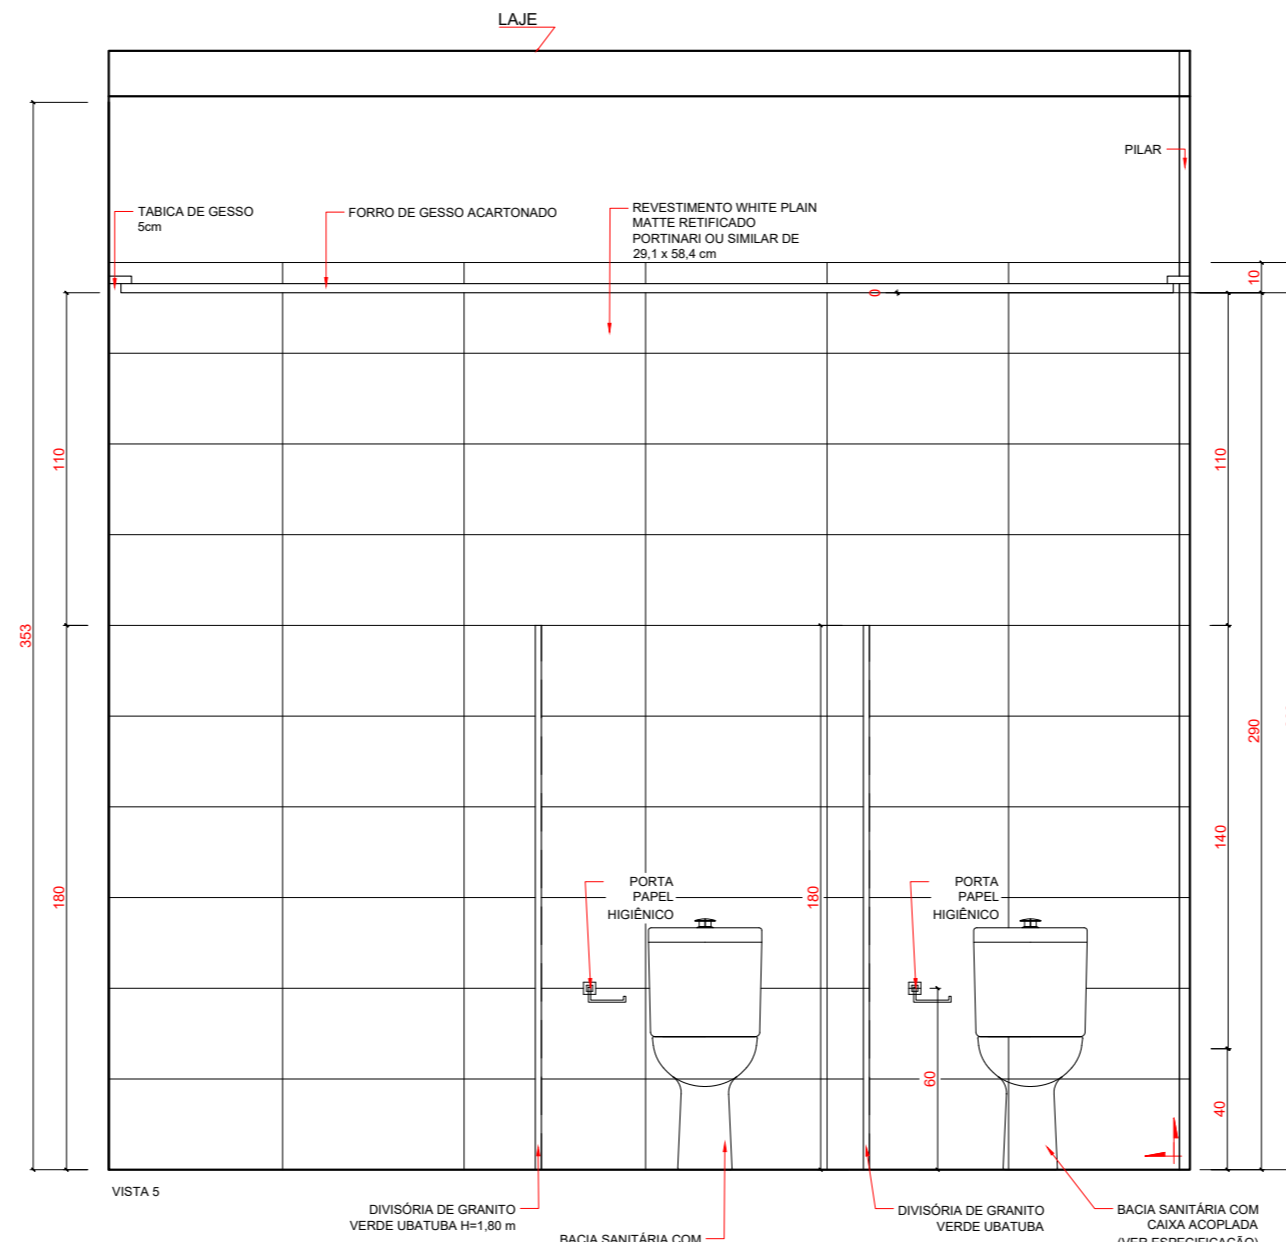 LAJE
PILAR
TABICA DE GESSO
5cm
FORRO DE GESSO ACARTONADO
REVESTIMENTO WHITE PLAIN
MATTE RETIFICADO
PORTINARI OU SIMILAR DE
29,1 x 58,4 cm
10
0
110
110
353
290
140
180
180
PORTA
PAPEL
HIGIÊNICO
PORTA
PAPEL
HIGIÊNICO
60
40
VISTA 5
DIVISÓRIA DE GRANITO
VERDE UBATUBA H=1,80 m
BACIA SANITÁRIA COM
DIVISÓRIA DE GRANITO
VERDE UBATUBA
BACIA SANITÁRIA COM
CAIXA ACOPLADA
(VER ESPECIFICAÇÃO)